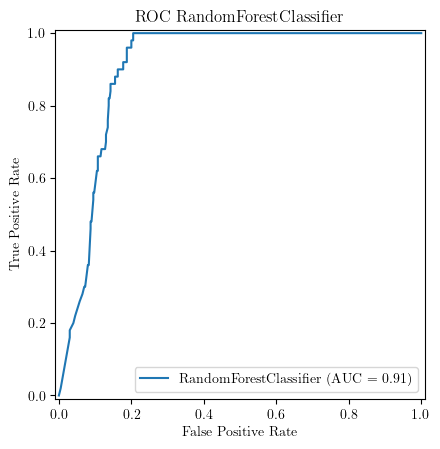 ROC RandomForestClassifier
1.0
0.8
0.6
0.4
0.2
0.0
True Positive Rate
RandomForestClassifier (AUC = 0.91)
0.0 0.2 0.4 0.6 0.8 1.0
False Positive Rate